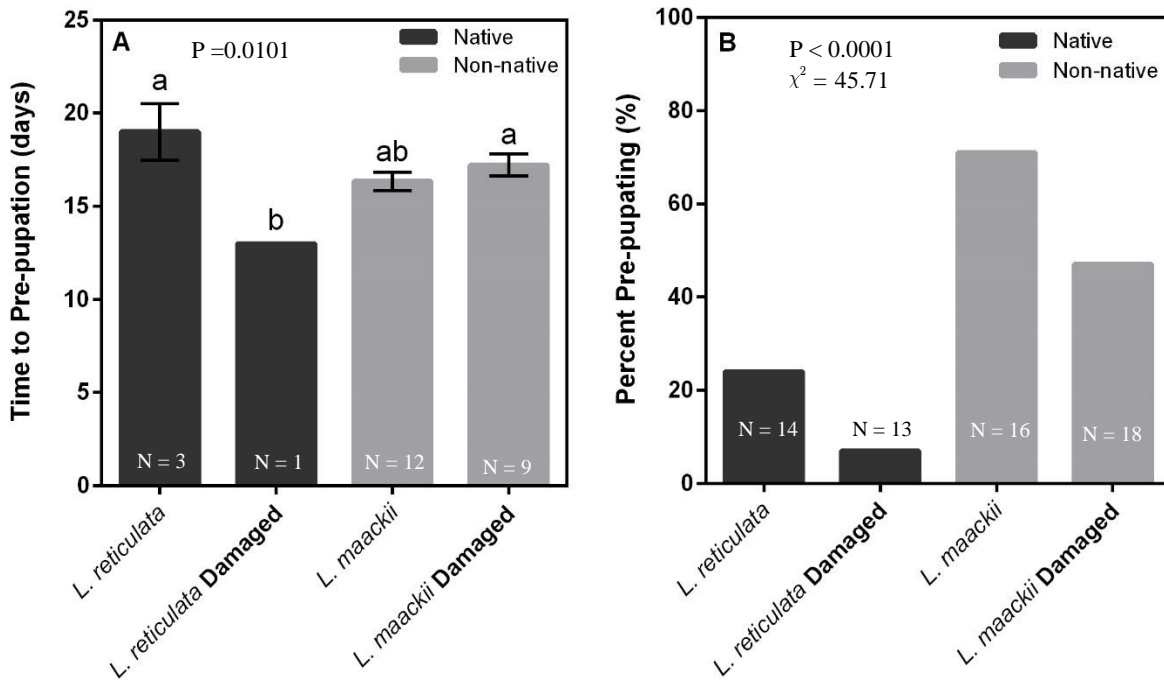 A
P =0.0101
Native
Non-native
Time to Pre-pupation (days)
25
20
15
10
5
0
a
b
ab
a
N = 3
N = 1
N = 12
N = 9
L. reticulata
L. reticulata Damaged
L. maackii
L. maackii Damaged
B
P < 0.0001
χ² = 45.71
Native
Non-native
Percent Pre-pupating (%)
100
80
60
40
20
0
N = 14
N = 13
N = 16
N = 18
L. reticulata
L. reticulata Damaged
L. maackii
L. maackii Damaged